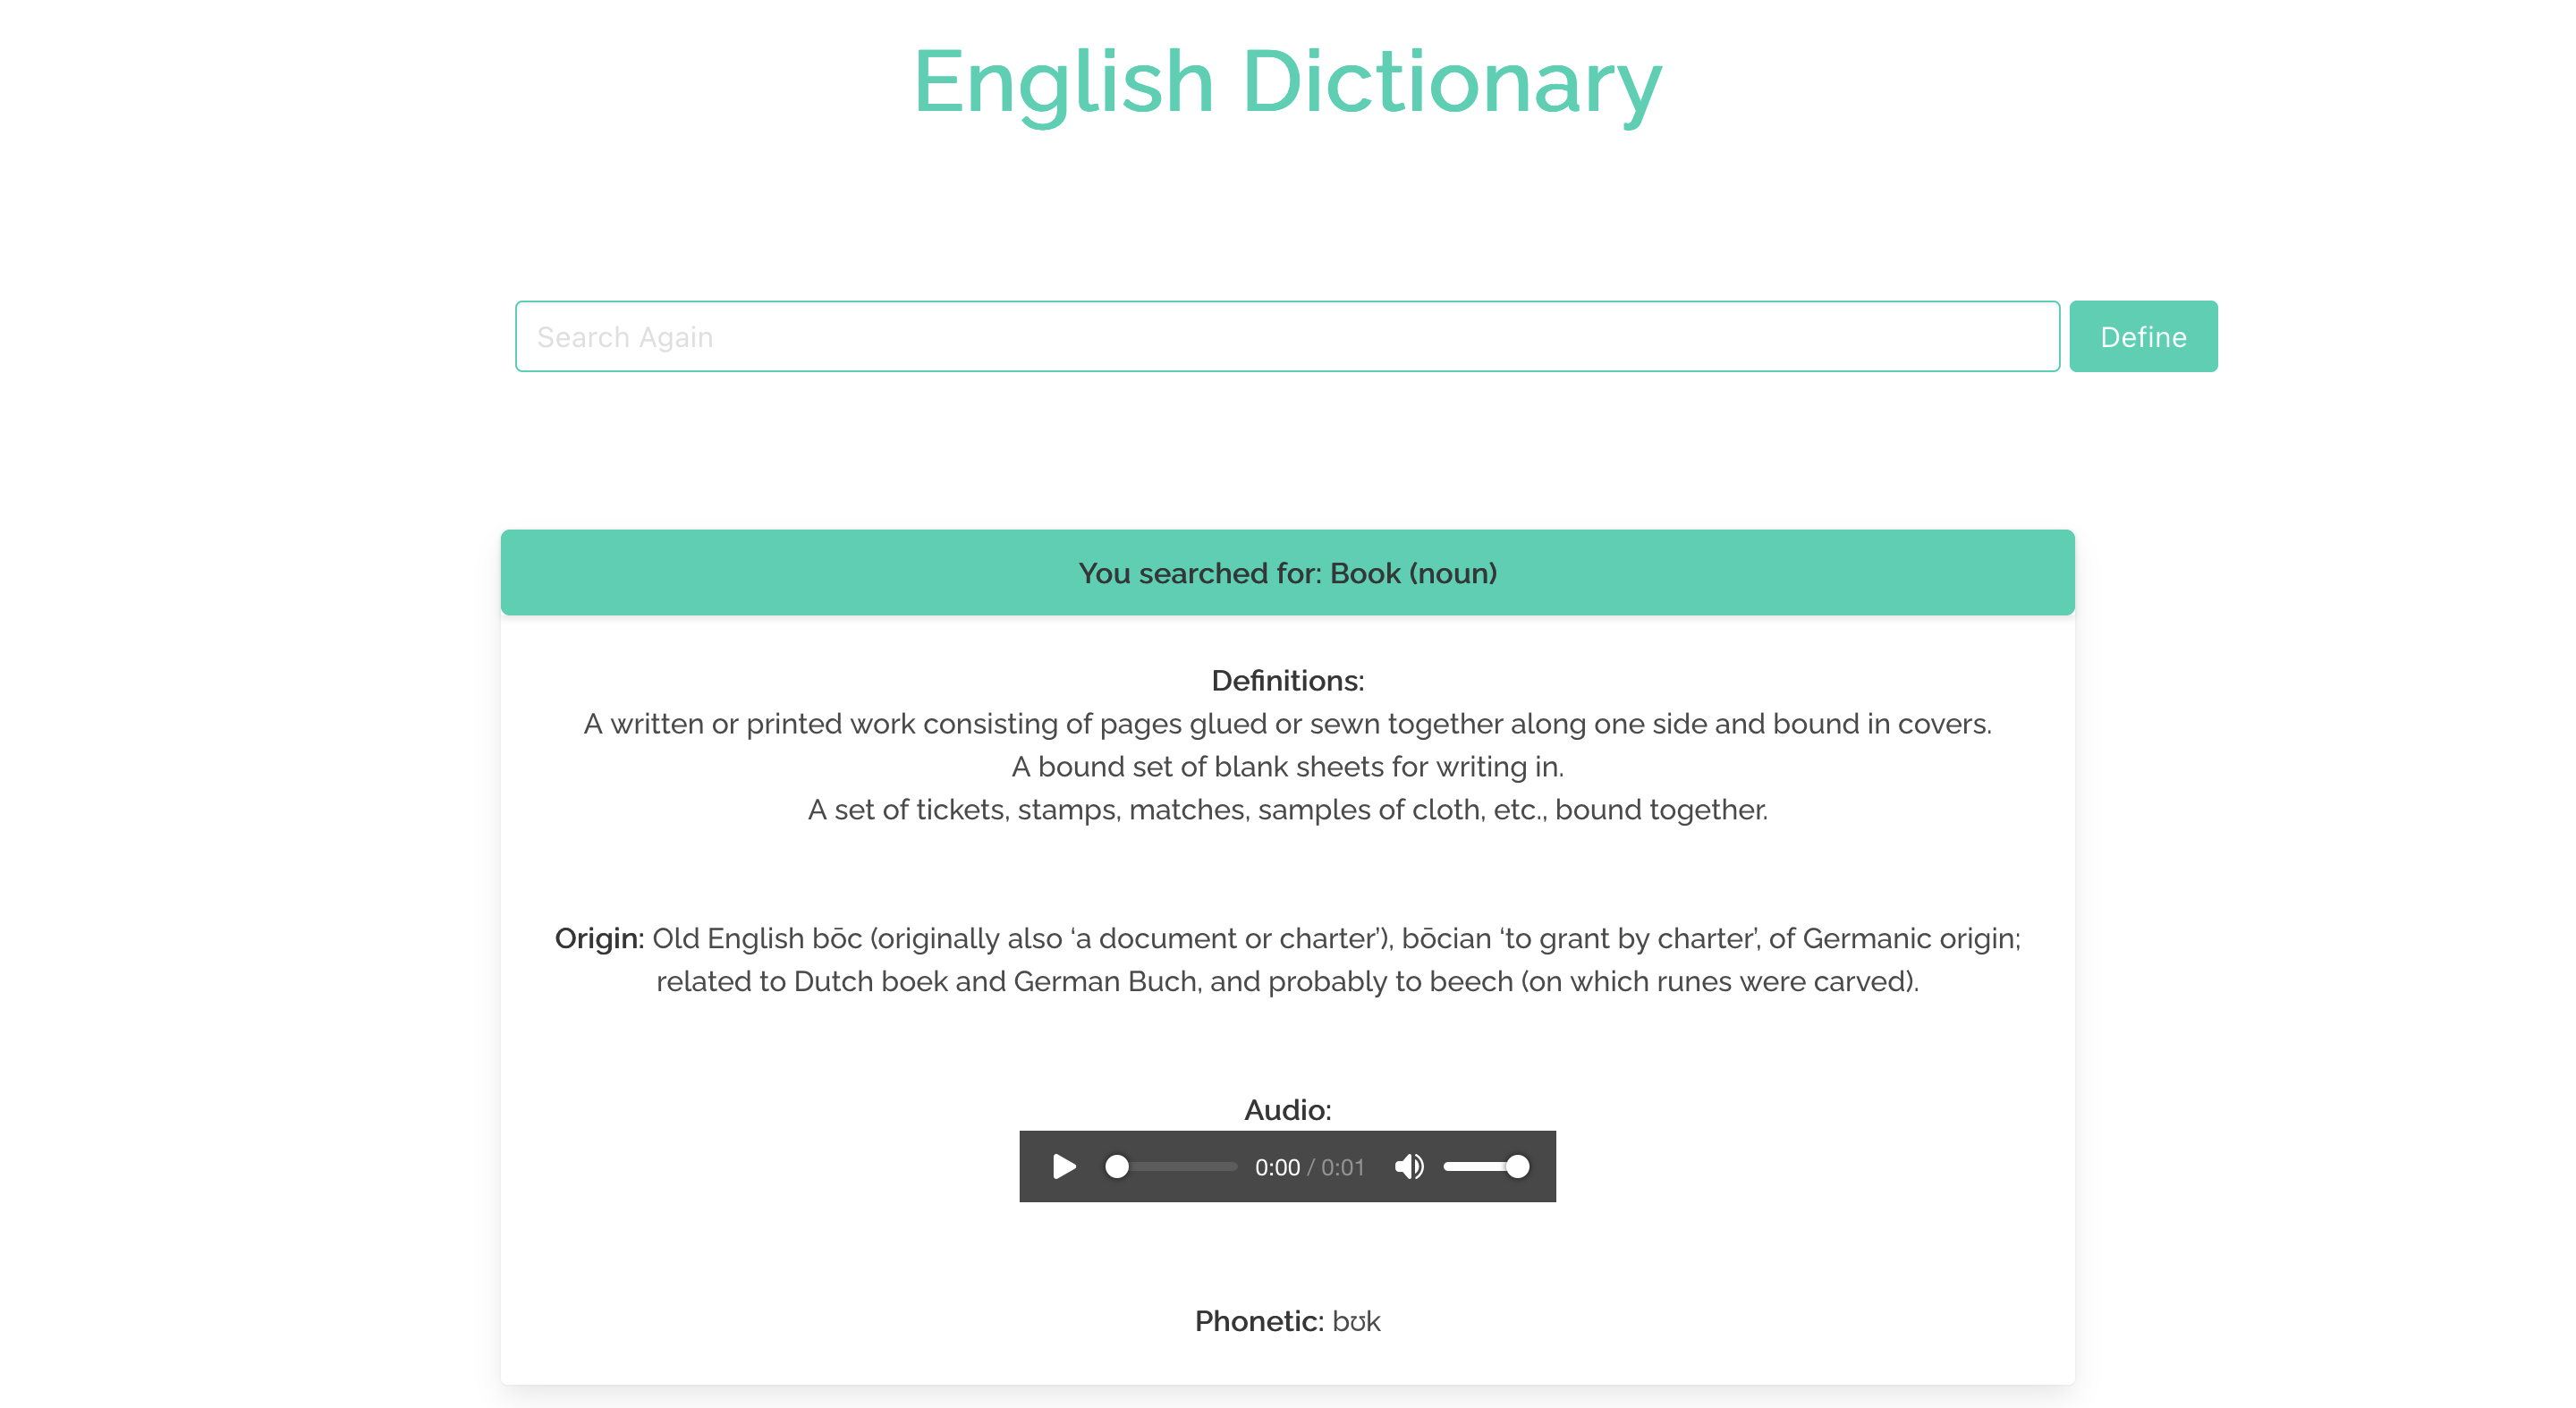 English Dictionary
Search Again
Define
You searched for: Book (noun)
Definitions:
A written or printed work consisting of pages glued or sewn together along one side and bound in covers.
A bound set of blank sheets for writing in.
A set of tickets, stamps, matches, samples of cloth, etc., bound together.
Origin: Old English bōc (originally also ‘a document or charter’), bōcian ‘to grant by charter’, of Germanic origin;
related to Dutch boek and German Buch, and probably to beech (on which runes were carved).
Audio:
0:00 / 0:01
Phonetic: bʊk